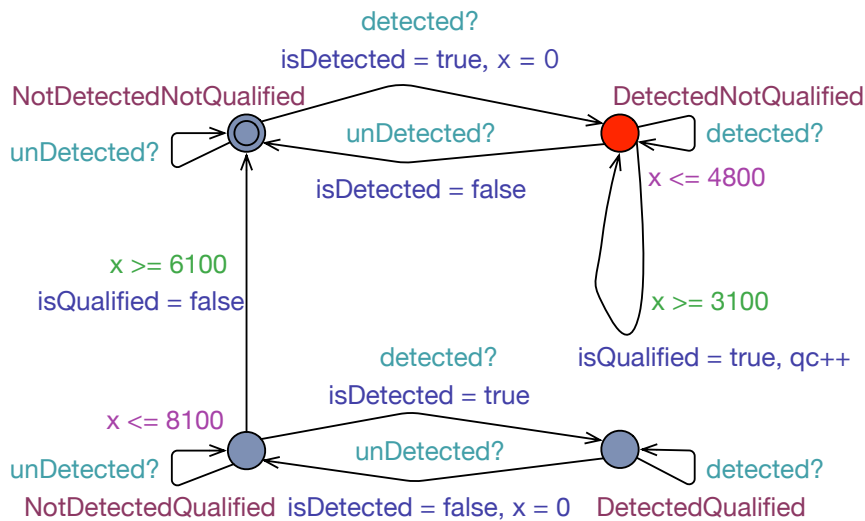 detected?
isDetected = true, x = 0
NotDetectedNotQualified
DetectedNotQualified
unDetected?
unDetected?
detected?
isDetected = false
x <= 4800
x >= 6100
isQualified = false
x >= 3100
isQualified = true, qc++
detected?
isDetected = true
x <= 8100
unDetected?
unDetected?
detected?
NotDetectedQualified
isDetected = false, x = 0
DetectedQualified